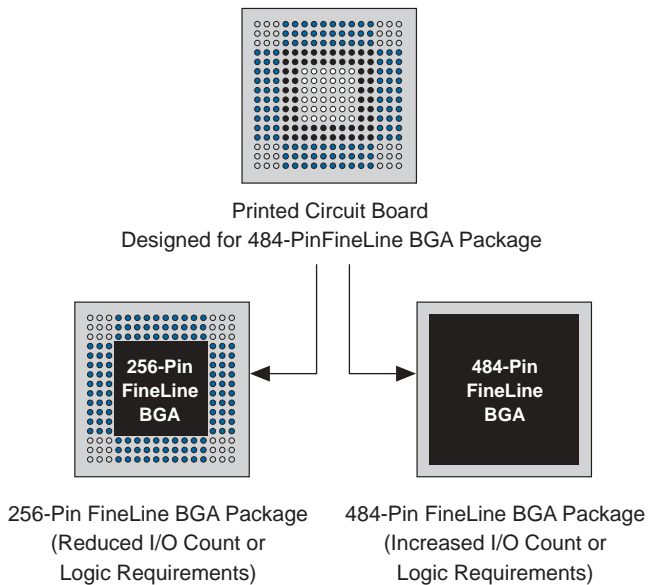 Printed Circuit Board
Designed for 484-PinFineLine BGA Package
256-Pin
FineLine
BGA
484-Pin
FineLine
BGA
256-Pin FineLine BGA Package
(Reduced I/O Count or
Logic Requirements)
484-Pin FineLine BGA Package
(Increased I/O Count or
Logic Requirements)